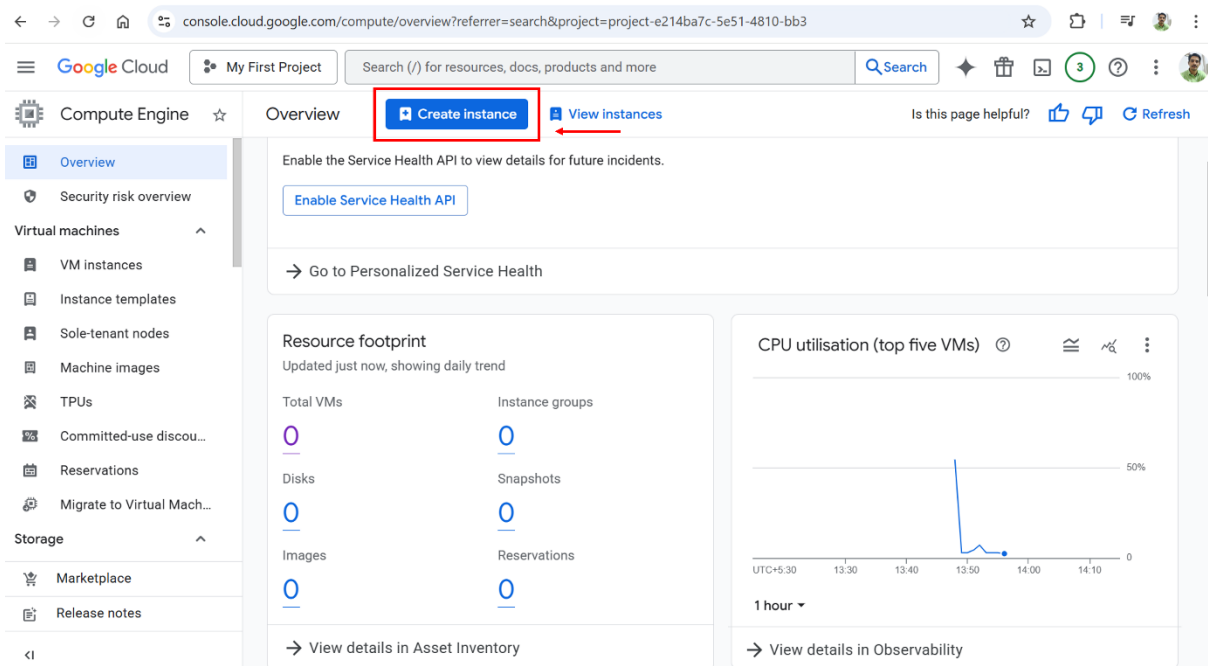 console.cloud.google.com/compute/overview?referrer=search&project=project-e214ba7c-5e51-4810-bb3
Google Cloud
My First Project
Search (/) for resources, docs, products and more
Search
3
Compute Engine
Overview
Create instance
View instances
Is this page helpful?
Refresh
Overview
Security risk overview
Virtual machines
VM instances
Instance templates
Sole-tenant nodes
Machine images
TPUs
Committed-use discou...
Reservations
Migrate to Virtual Mach...
Storage
Marketplace
Release notes
Enable the Service Health API to view details for future incidents.
Enable Service Health API
Go to Personalized Service Health
Resource footprint
Updated just now, showing daily trend
Total VMs
Instance groups
0
0
Disks
Snapshots
0
0
Images
Reservations
0
0
View details in Asset Inventory
CPU utilisation (top five VMs)
100%
50%
0
UTC+5:30
13:30
13:40
13:50
14:00
14:10
1 hour
View details in Observability